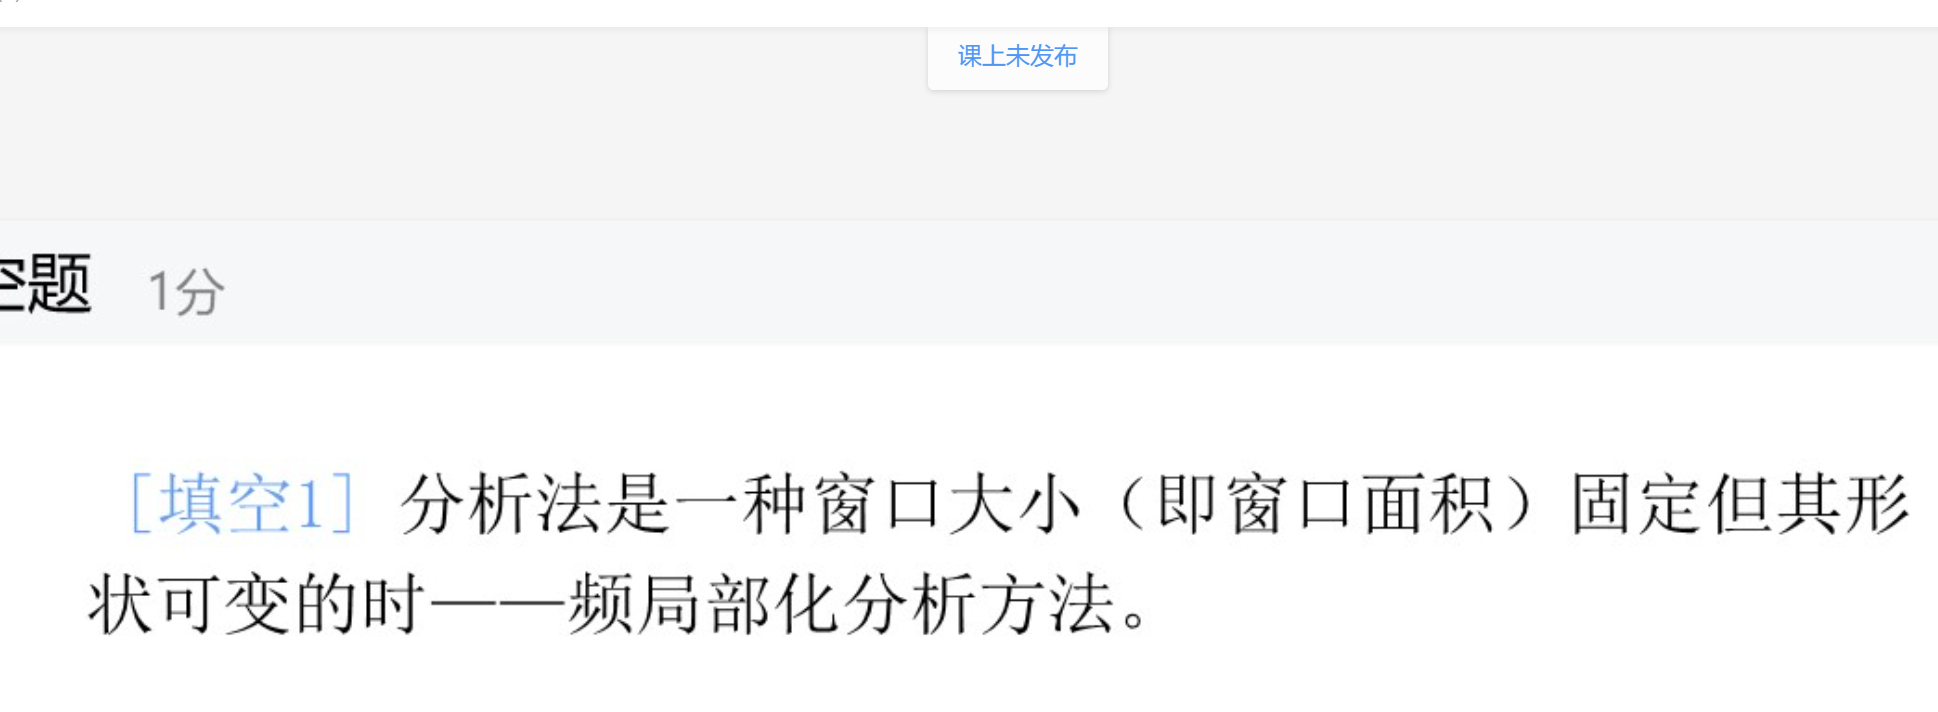 课上未发布
空题 1分
[填空1] 分析法是一种窗口大小（即窗口面积）固定但其形
状可变的时——频局部化分析方法。